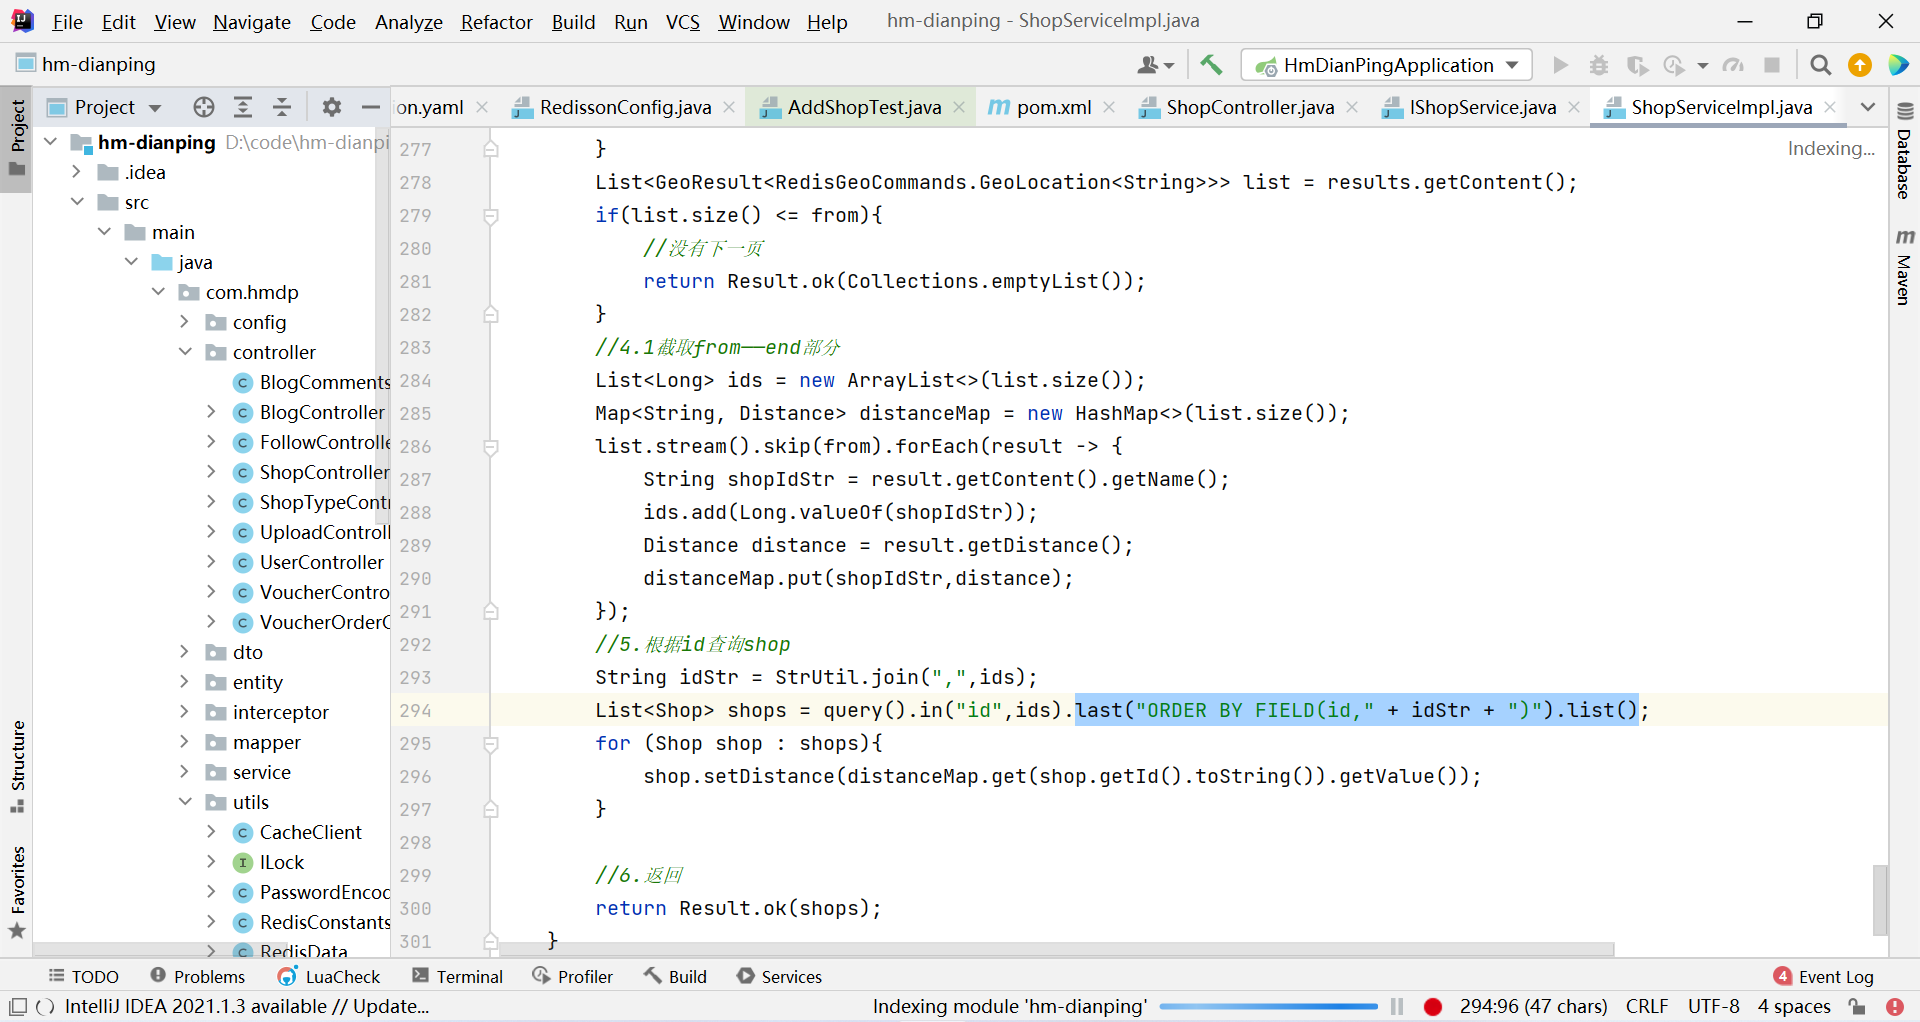 File Edit View Navigate Code Analyze Refactor Build Run VCS Window Help hm-dianping - ShopServiceImpl.java
hm-dianping
HmDianPingApplication
Project
ion.yaml RedissonConfig.java AddShopTest.java pom.xml ShopController.java IShopService.java ShopServiceImpl.java
Project
Structure
Favorites
hm-dianping D:\code\hm-dianpi
.idea
src
main
java
com.hmdp
config
controller
BlogComments
BlogController
FollowControlle
ShopController
ShopTypeCont
UploadControll
UserController
VoucherContro
VoucherOrderC
dto
entity
interceptor
mapper
service
utils
CacheClient
ILock
PasswordEncoc
RedisConstants
RedisData
Indexing...
277 }
278 List<GeoResult<RedisGeoCommands.GeoLocation<String>>> list = results.getContent();
279 if(list.size() <= from){
280 //没有下一页
281 return Result.ok(Collections.emptyList());
282 }
283 //4.1截取from——end部分
284 List<Long> ids = new ArrayList<>(list.size());
285 Map<String, Distance> distanceMap = new HashMap<>(list.size());
286 list.stream().skip(from).forEach(result -> {
287 String shopIdStr = result.getContent().getName();
288 ids.add(Long.valueOf(shopIdStr));
289 Distance distance = result.getDistance();
290 distanceMap.put(shopIdStr,distance);
291 });
292 //5.根据id查询shop
293 String idStr = StrUtil.join(",",ids);
294 List<Shop> shops = query().in("id",ids).last("ORDER BY FIELD(id," + idStr + ")").list();
295 for (Shop shop : shops){
296 shop.setDistance(distanceMap.get(shop.getId().toString()).getValue());
297 }
298
299 //6.返回
300 return Result.ok(shops);
301 }
Database
m Maven
TODO Problems LuaCheck Terminal Profiler Build Services 4 Event Log
IntelliJ IDEA 2021.1.3 available // Update... Indexing module 'hm-dianping' 294:96 (47 chars) CRLF UTF-8 4 spaces